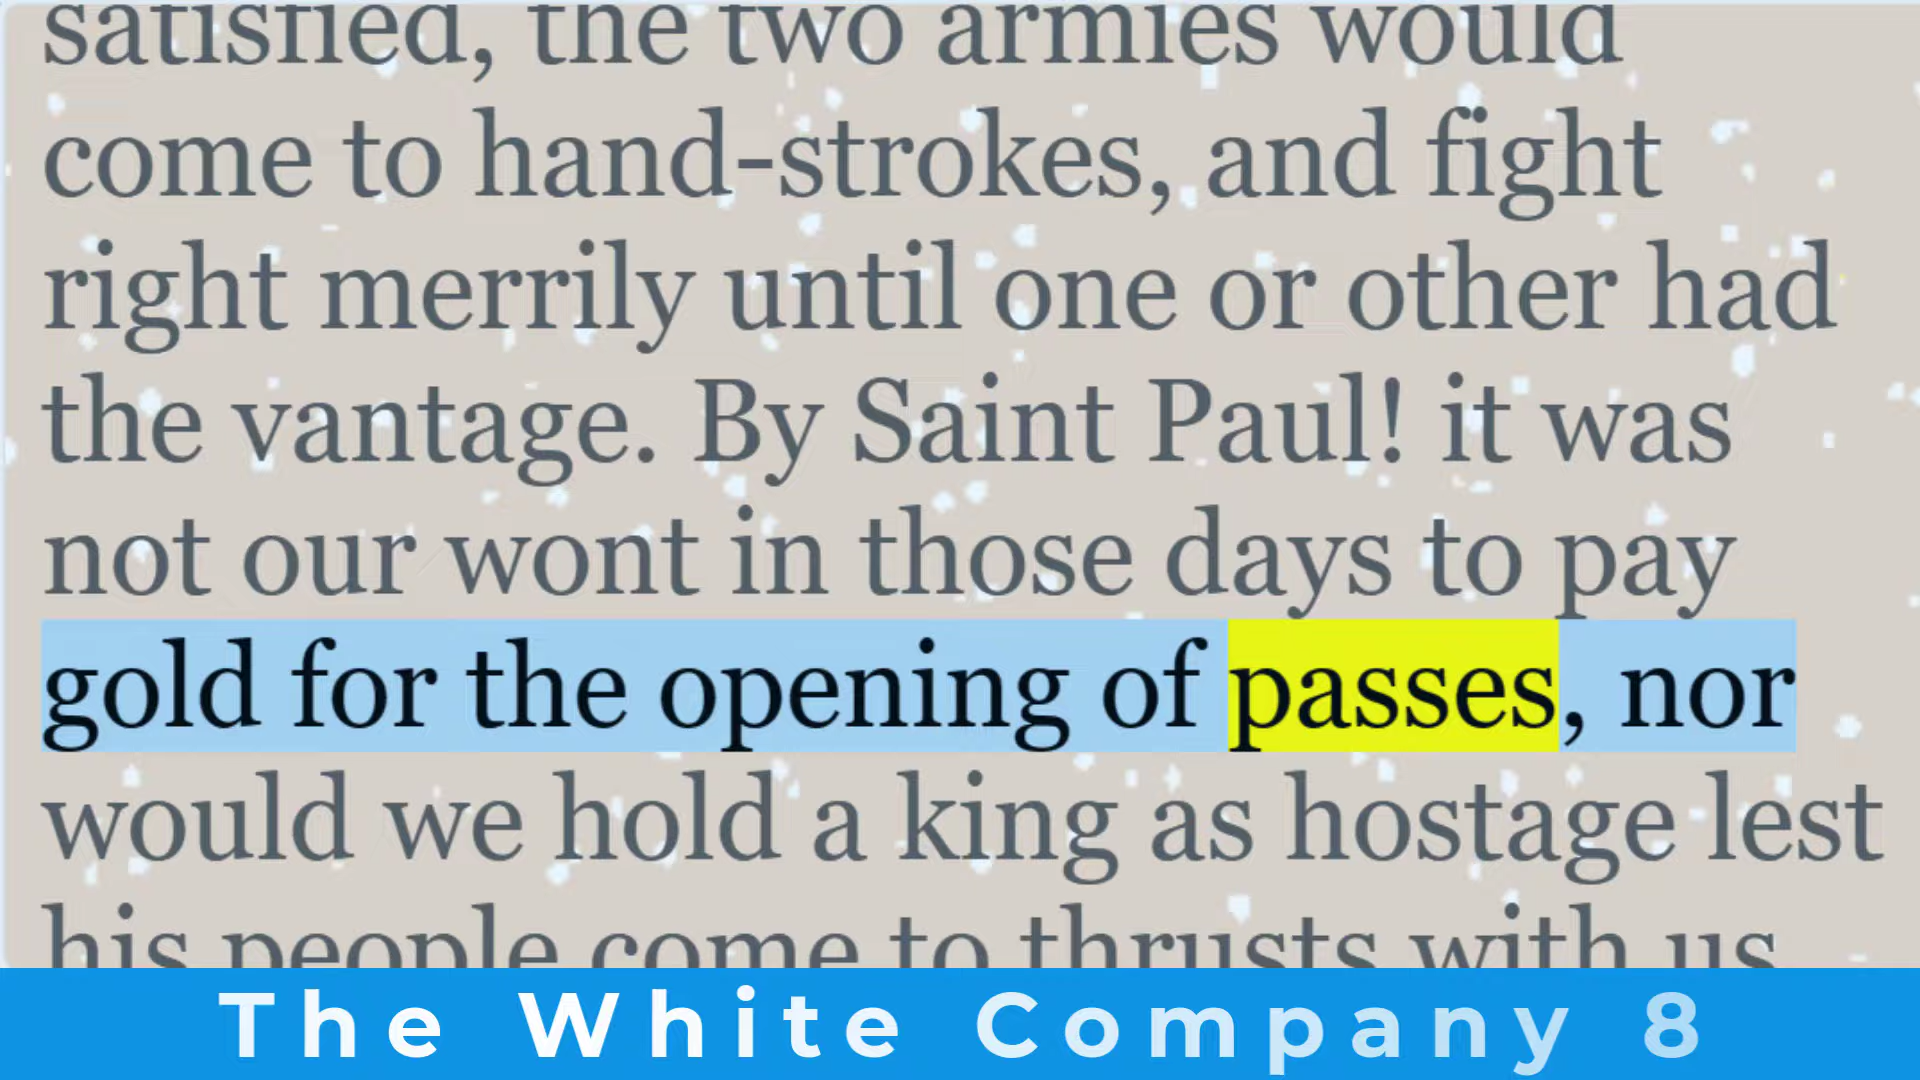 satisfied, the two armies would
come to hand-strokes, and fight
right merrily until one or other had
the vantage. By Saint Paul! it was
not our wont in those days to pay
gold for the opening of passes, nor
would we hold a king as hostage lest
his people come to thrusts with us
The White Company 8